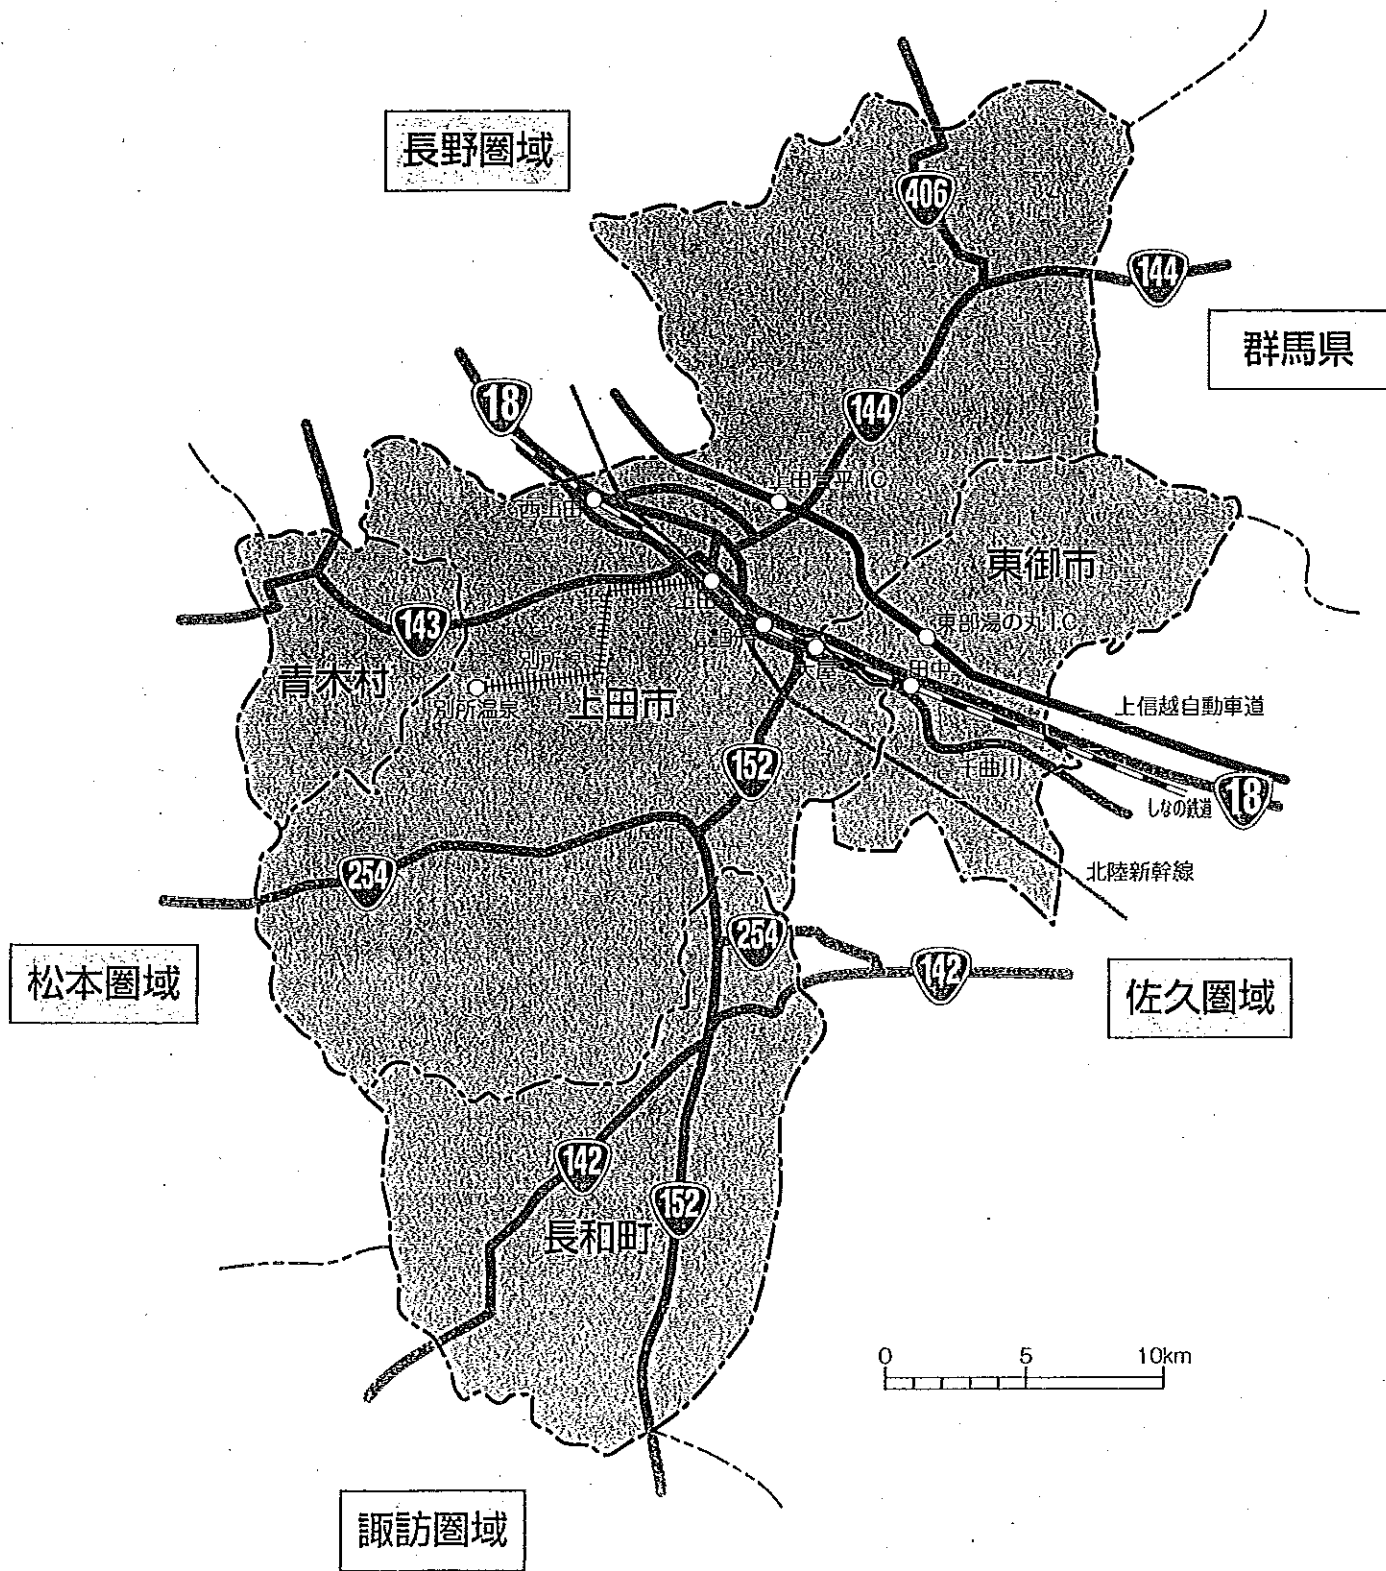 長野圏域
406
144
群馬県
18
144
上田菅平I.C.
西上田
東御市
上田
143
東部湯の丸I.C.
青木村
別所線
田中
別所温泉
上田市
上信越自動車道
152
千曲川
18
しなの鉄道
254
北陸新幹線
254
142
松本圏域
佐久圏域
142
152
長和町
0 5 10km
諏訪圏域